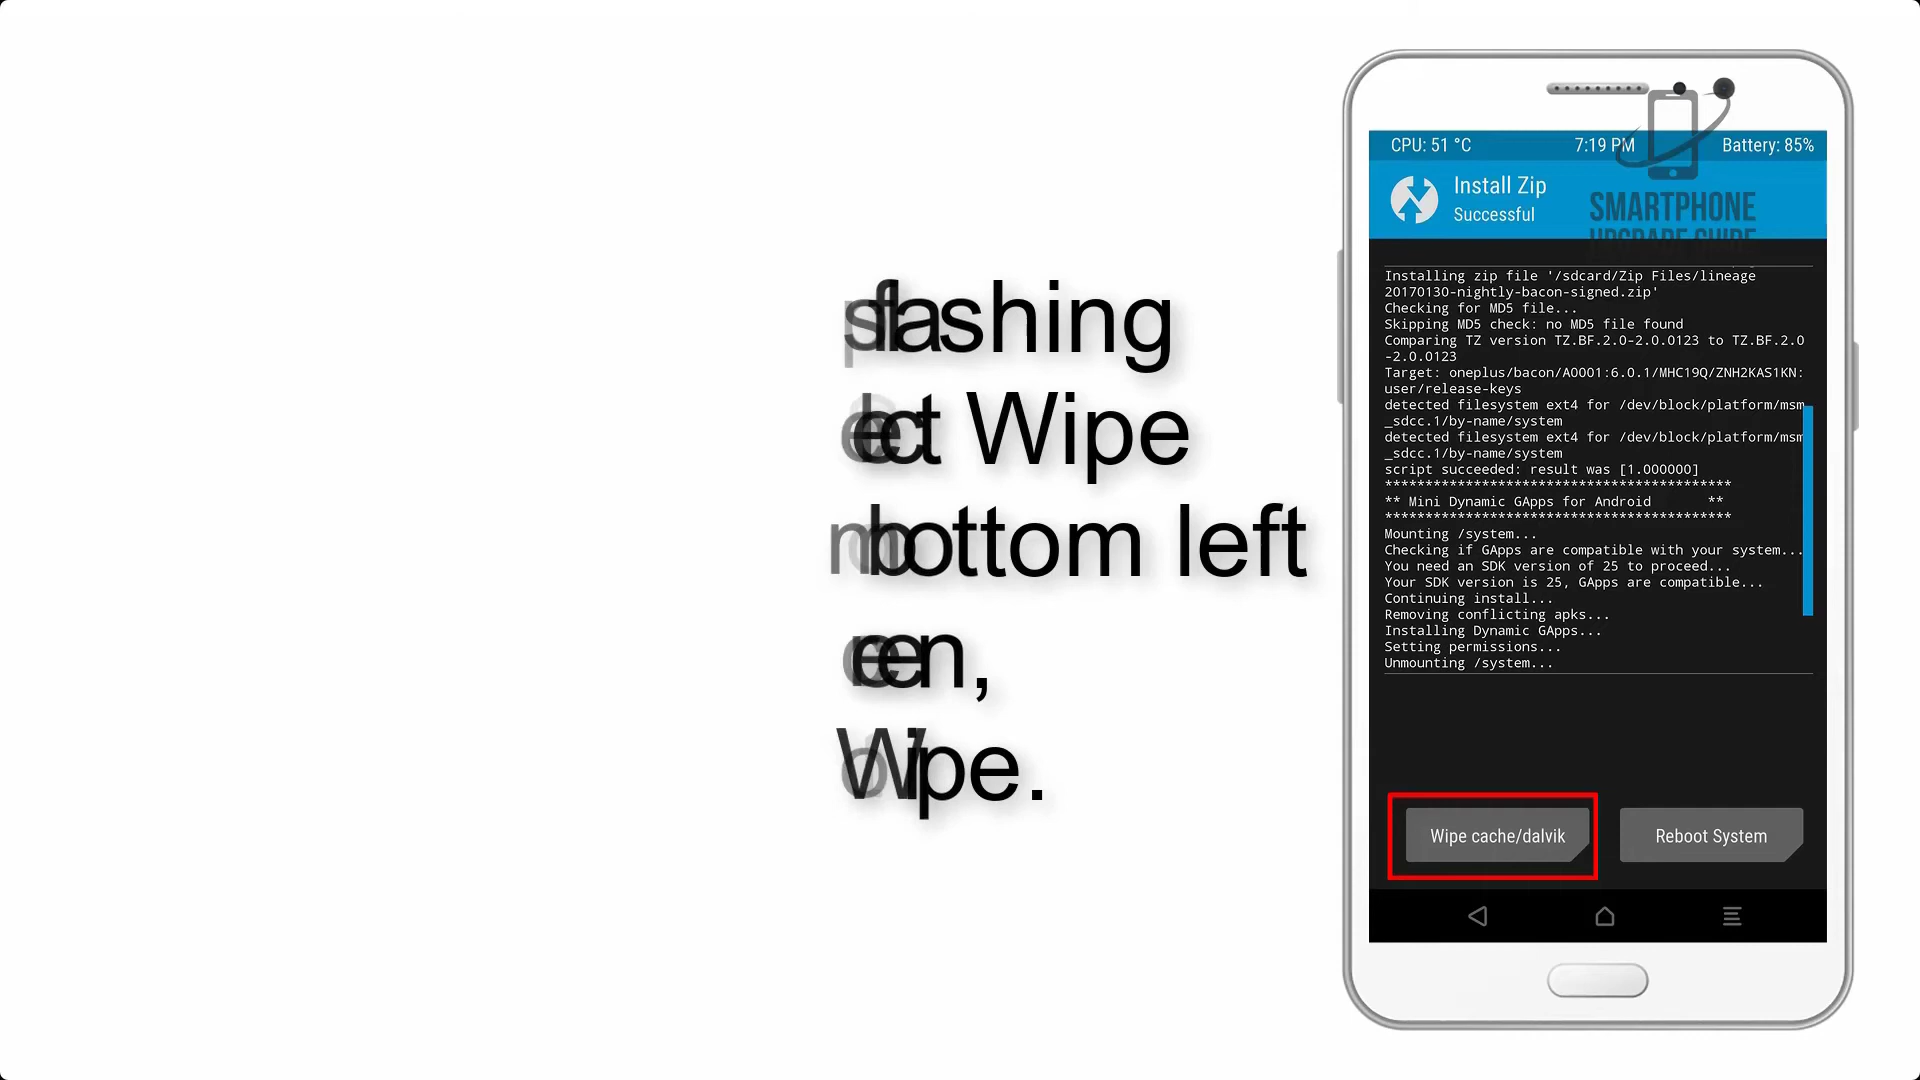 flashing
Wipe
bottom left
Wipe.
CPU: 51 °C 7:19 PM Battery: 85%
Install Zip
Successful
SMARTPHONE
UPGRADE GUIDE
Installing zip file '/sdcard/Zip Files/lineage
20170130-nightly-bacon-signed.zip'
Checking for MD5 file...
Skipping MD5 check: no MD5 file found
Comparing TZ version TZ.BF.2.0-2.0.0123 to TZ.BF.2.0
-2.0.0123
Target: oneplus/bacon/A0001:6.0.1/MHC19Q/ZNH2KAS1KN:
user/release-keys
detected filesystem ext4 for /dev/block/platform/msm
_sdcc.1/by-name/system
detected filesystem ext4 for /dev/block/platform/msm
_sdcc.1/by-name/system
script succeeded: result was [1.000000]
*******************************************
** Mini Dynamic GApps for Android **
*******************************************
Mounting /system...
Checking if GApps are compatible with your system...
You need an SDK version of 25 to proceed...
Your SDK version is 25, GApps are compatible...
Continuing install...
Removing conflicting apks...
Installing Dynamic GApps...
Setting permissions...
Unmounting /system...
Wipe cache/dalvik Reboot System